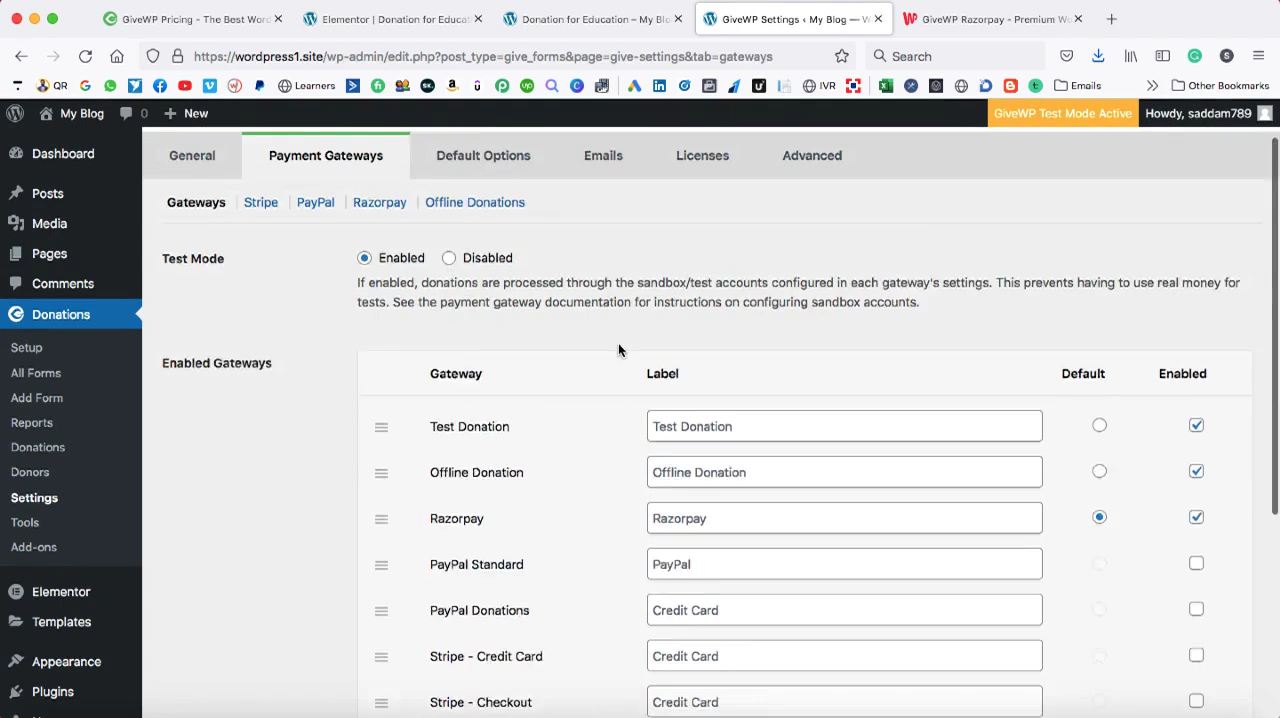 GiveWP Pricing - The Best Word
Elementor | Donation for Educat
Donation for Education – My Blo
GiveWP Settings ‹ My Blog — W
GiveWP Razorpay - Premium Wo
https://wordpress1.site/wp-admin/edit.php?post_type=give_forms&page=give-settings&tab=gateways
Search
QR
Learners
IVR
Emails
Other Bookmarks
My Blog
0
New
GiveWP Test Mode Active
Howdy, saddam789
Dashboard
Posts
Media
Pages
Comments
Donations
Setup
All Forms
Add Form
Reports
Donations
Donors
Settings
Tools
Add-ons
Elementor
Templates
Appearance
Plugins
General
Payment Gateways
Default Options
Emails
Licenses
Advanced
Gateways
Stripe
PayPal
Razorpay
Offline Donations
Test Mode
Enabled
Disabled
If enabled, donations are processed through the sandbox/test accounts configured in each gateway's settings. This prevents having to use real money for
tests. See the payment gateway documentation for instructions on configuring sandbox accounts.
Enabled Gateways
Gateway
Label
Default
Enabled
Test Donation
Test Donation
Offline Donation
Offline Donation
Razorpay
Razorpay
PayPal Standard
PayPal
PayPal Donations
Credit Card
Stripe - Credit Card
Credit Card
Stripe - Checkout
Credit Card